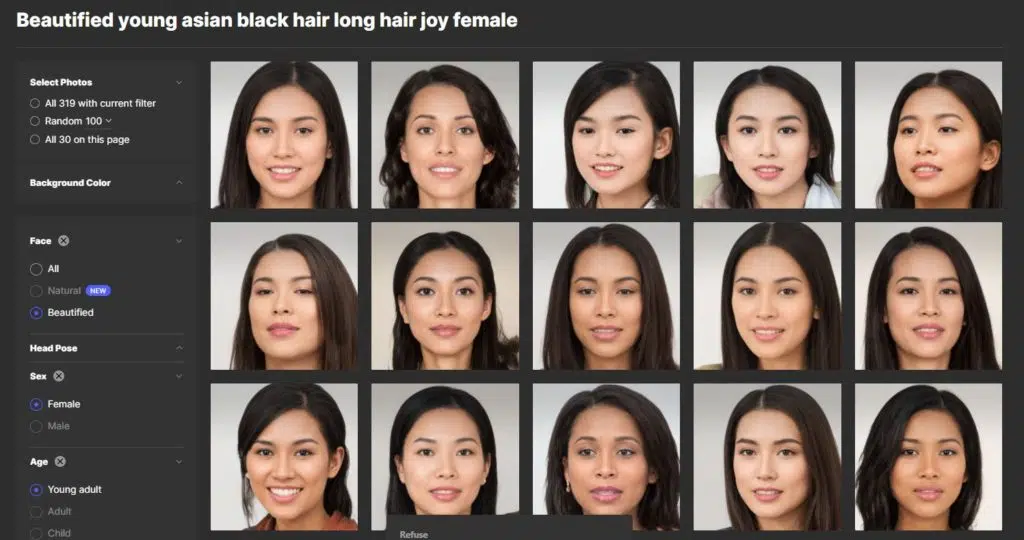 Beautified young asian black hair long hair joy female
Select Photos
All 319 with current filter
Random 100
All 30 on this page
Background Color
Face
All
Natural NEW
Beautified
Head Pose
Sex
Female
Male
Age
Young adult
Adult
Child
Refuse